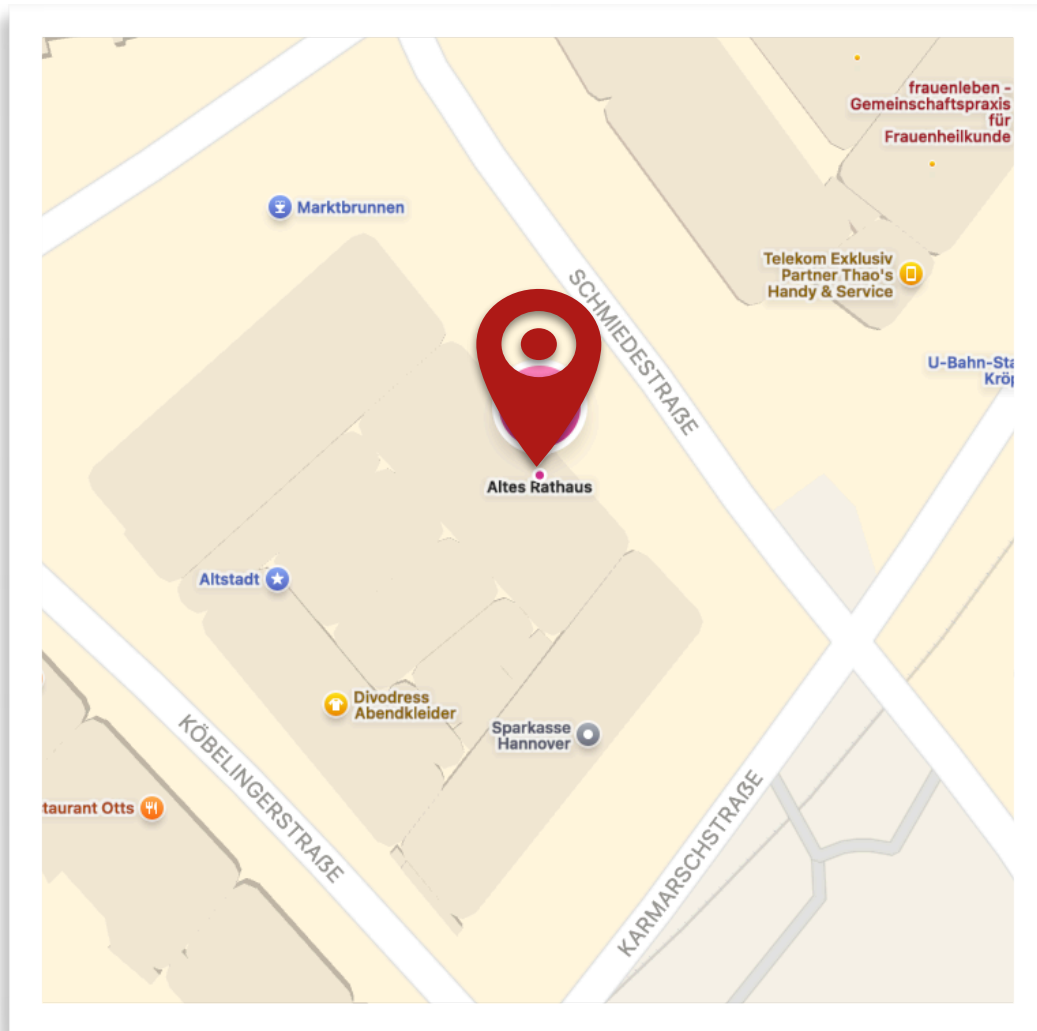 frauenleben -
Gemeinschaftspraxis
für
Frauenheilkunde
Marktbrunnen
Telekom Exklusiv
Partner Thao's
Handy & Service
SCHMIEDESTRAẞE
U-Bahn-Sta
Kröp
Altes Rathaus
Altstadt
Divodress
Abendkleider
Sparkasse
Hannover
KÖBELINGERSTRAẞE
taurant Otts
KARMARSCHSTRAẞE